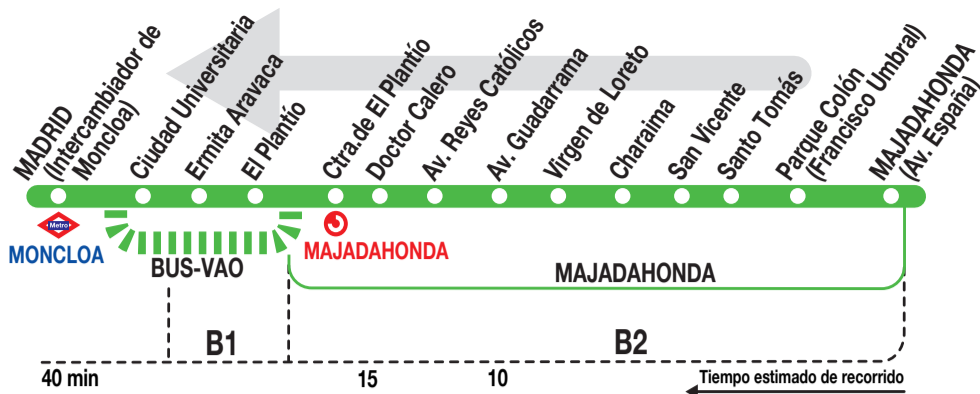 MADRID
(Intercambiador de
Moncloa)
Ciudad Universitaria
Ermita Aravaca
El Plantío
Ctra.de El Plantío
Doctor Calero
Av. Reyes Católicos
Av. Guadarrama
Virgen de Loreto
Charaima
San Vicente
Santo Tomás
Parque Colón
(Francisco Umbral)
MAJADAHONDA
(Av. España)
Metro
MONCLOA
BUS-VAO
MAJADAHONDA
MAJADAHONDA
B1
B2
40 min
15
10
Tiempo estimado de recorrido